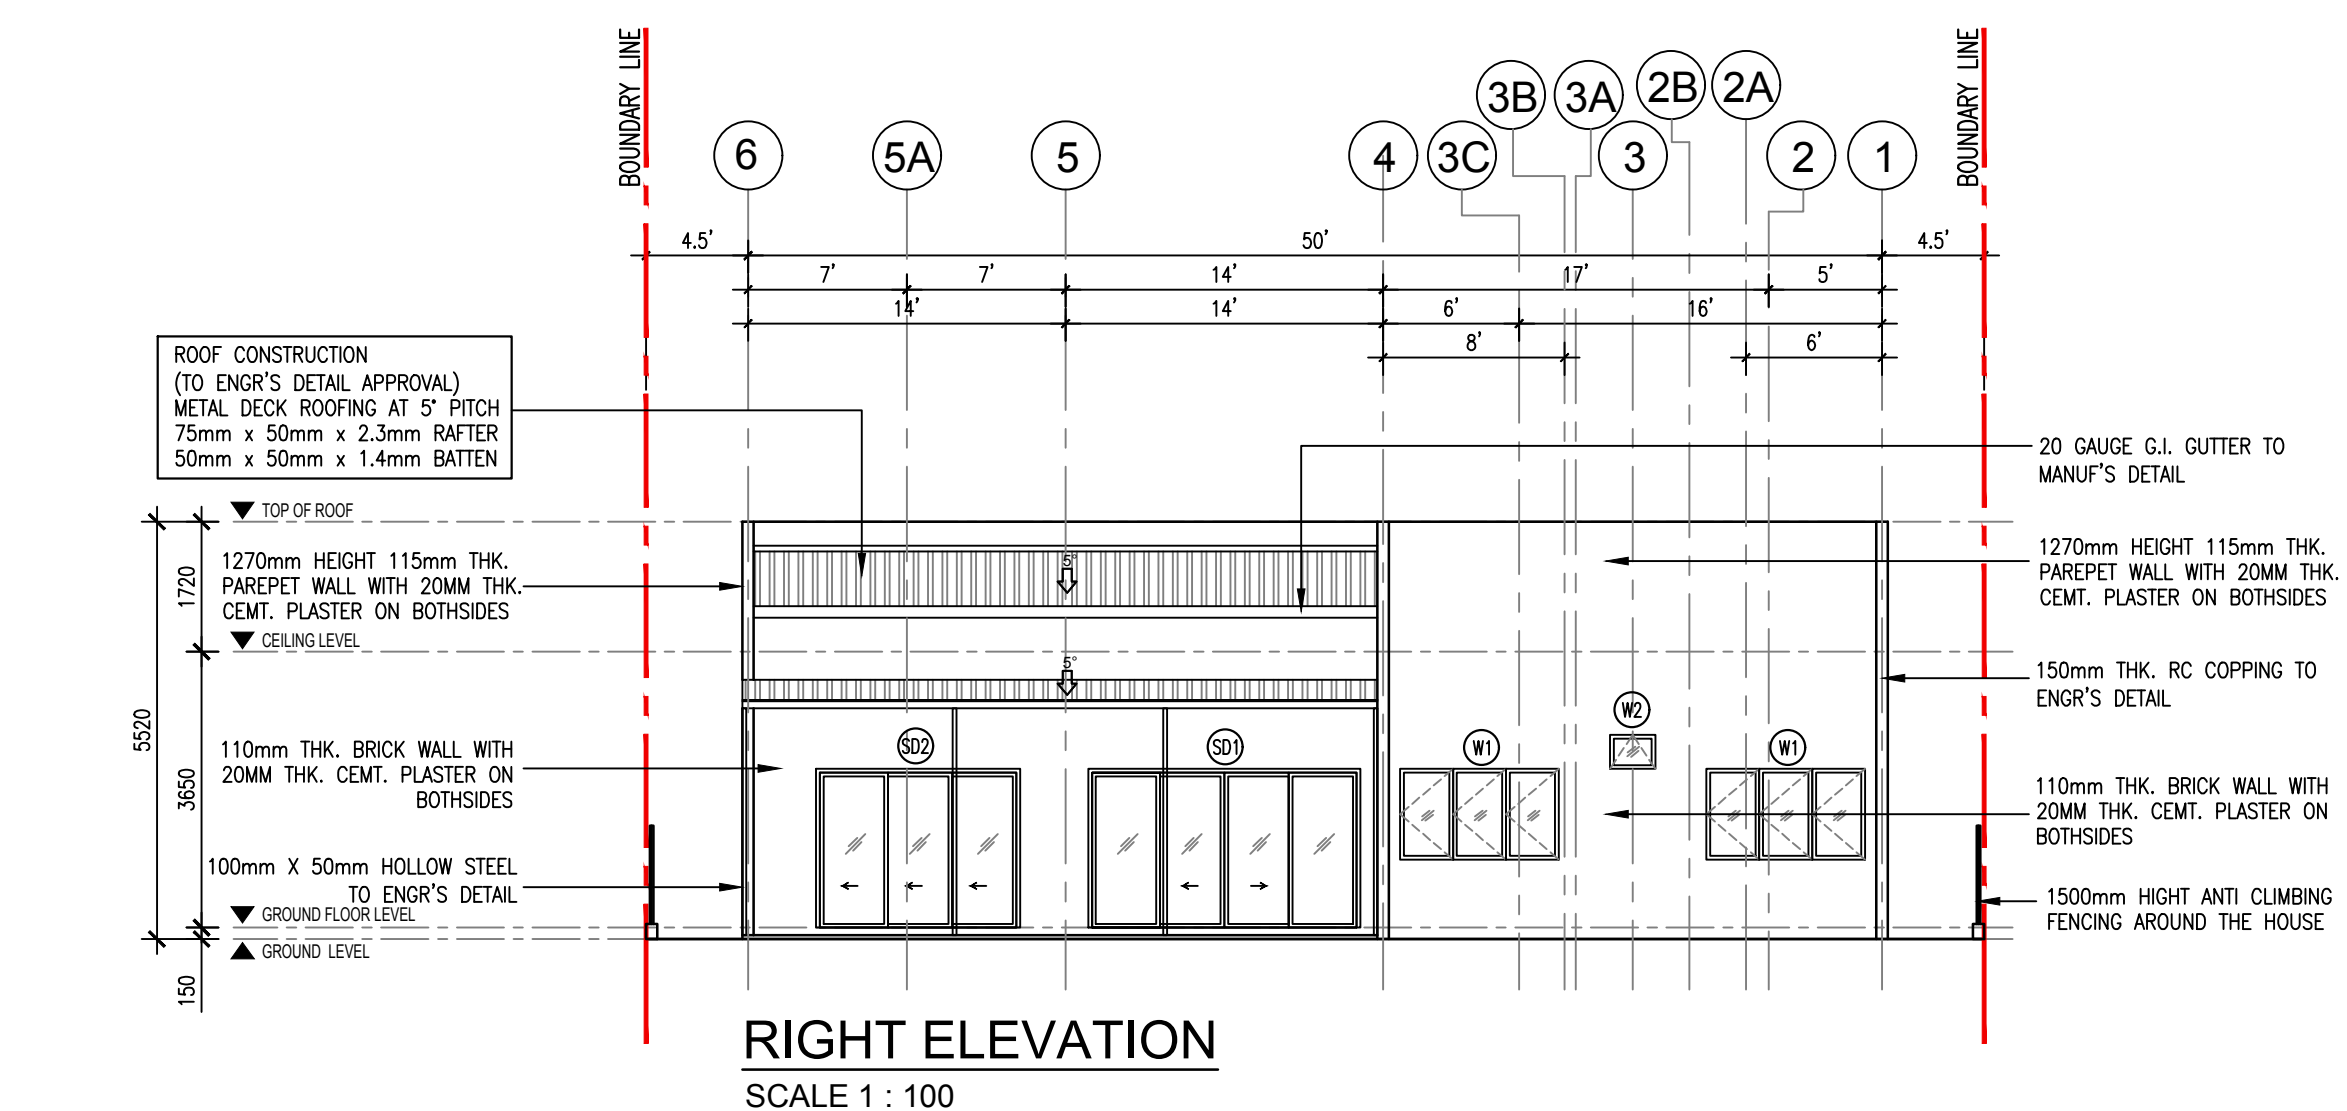 BOUNDARY LINE
BOUNDARY LINE
6
5A
5
4
3C
3B
3A
3
2B
2A
2
1
4.5'
50'
4.5'
7'
7'
14'
17'
5'
14'
14'
6'
16'
8'
6'
ROOF CONSTRUCTION
(TO ENGR'S DETAIL APPROVAL)
METAL DECK ROOFING AT 5° PITCH
75mm x 50mm x 2.3mm RAFTER
50mm x 50mm x 1.4mm BATTEN
TOP OF ROOF
1270mm HEIGHT 115mm THK.
PAREPET WALL WITH 20MM THK.
CEMT. PLASTER ON BOTHSIDES
CEILING LEVEL
110mm THK. BRICK WALL WITH
20MM THK. CEMT. PLASTER ON
BOTHSIDES
100mm X 50mm HOLLOW STEEL
TO ENGR'S DETAIL
GROUND FLOOR LEVEL
GROUND LEVEL
5520
1720
3650
150
5°
5°
SD2
SD1
W1
W2
W1
20 GAUGE G.I. GUTTER TO
MANUF'S DETAIL
1270mm HEIGHT 115mm THK.
PAREPET WALL WITH 20MM THK.
CEMT. PLASTER ON BOTHSIDES
150mm THK. RC COPPING TO
ENGR'S DETAIL
110mm THK. BRICK WALL WITH
20MM THK. CEMT. PLASTER ON
BOTHSIDES
1500mm HIGHT ANTI CLIMBING
FENCING AROUND THE HOUSE
RIGHT ELEVATION
SCALE 1 : 100